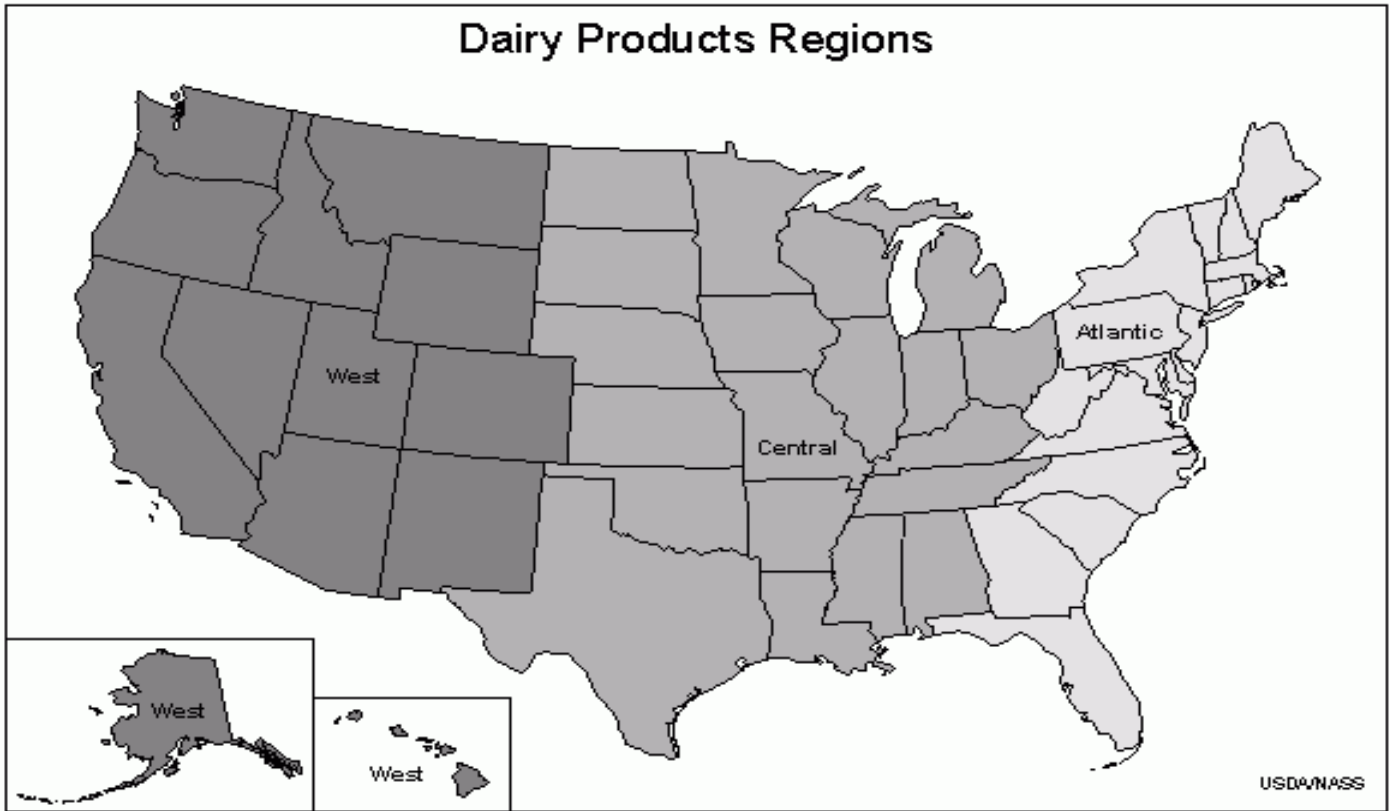 Dairy Products Regions
Atlantic
West
Central
West
West
USDA/NASS